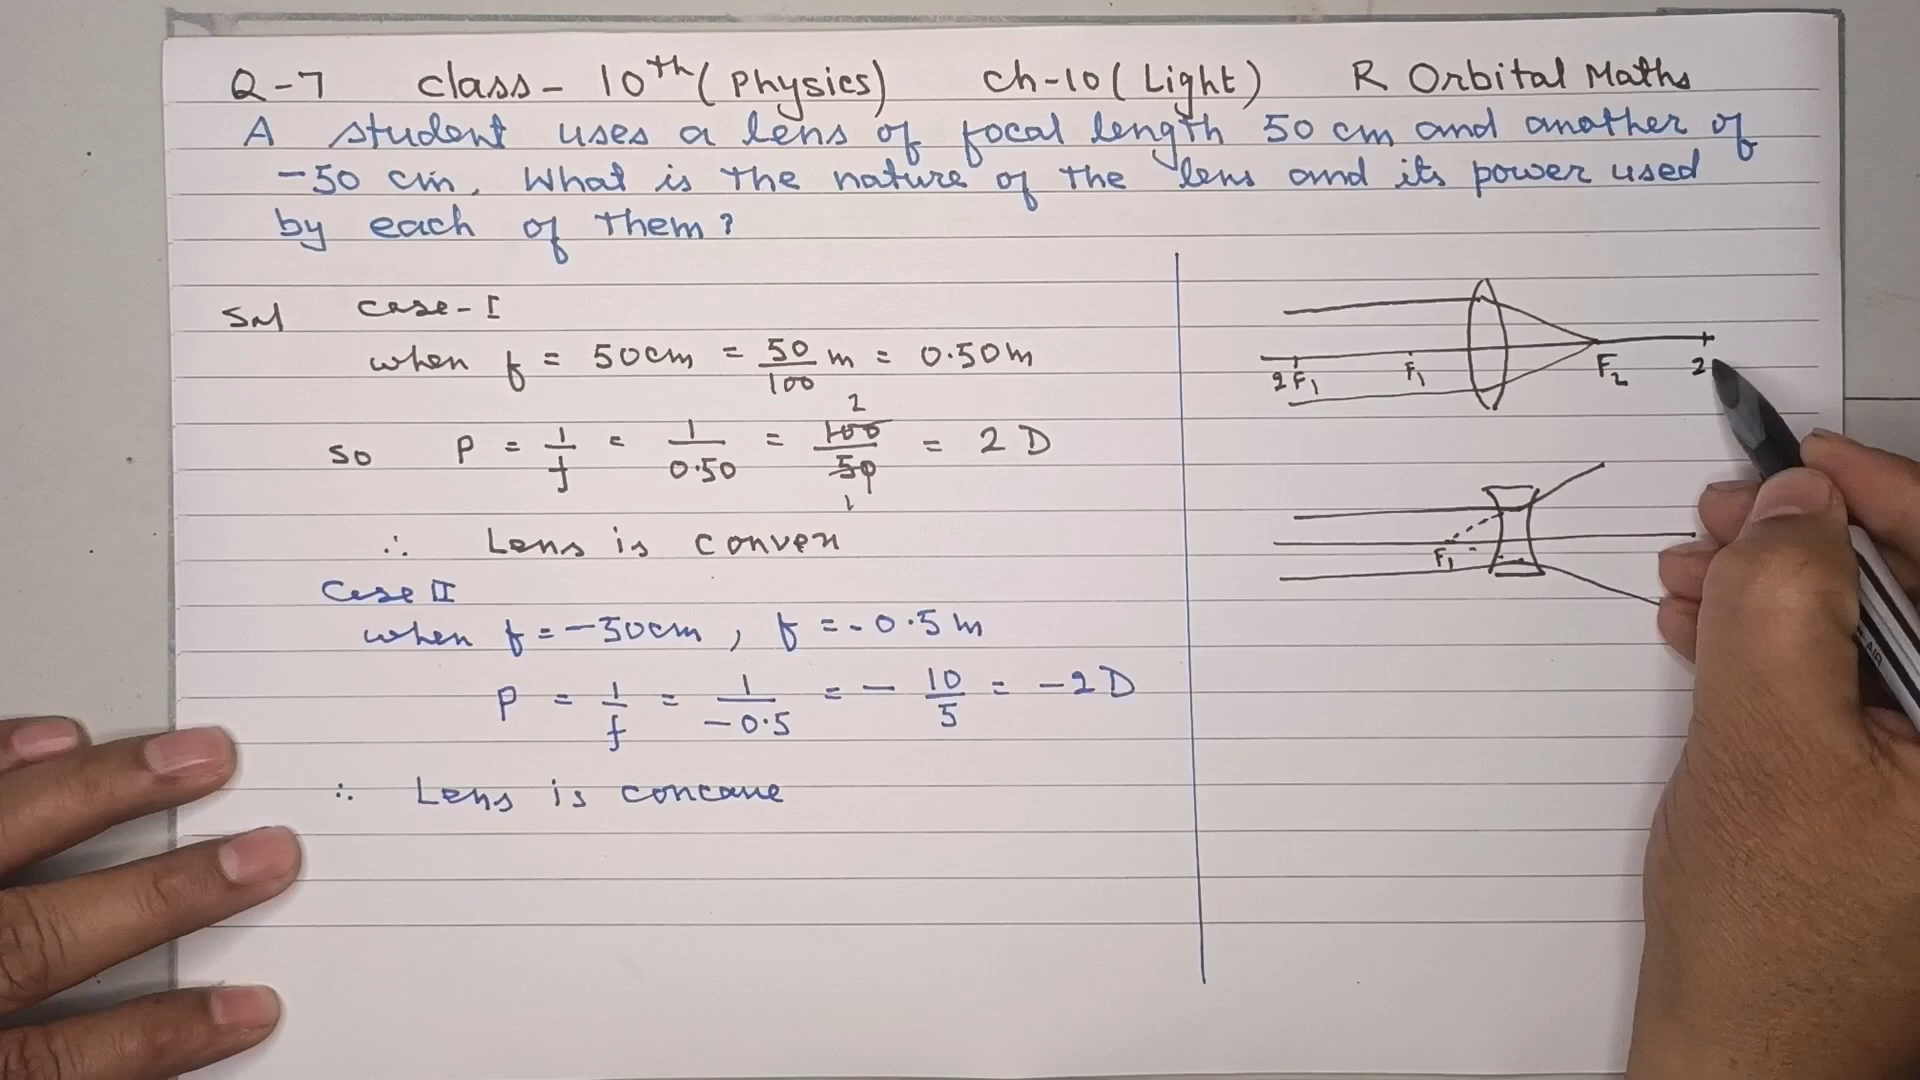 Q-7 class- 10th (Physics) Ch-10 (Light) R Orbital Maths
A student uses a lens of focal length 50 cm and another of
-50 cm. What is the nature of the lens and its power used
by each of them?
Sol Case-I
when f = 50cm = 50/100 m = 0.50m
so P = 1/f = 1/0.50 = 100/50 = 2 D
2
1
∴ Lens is convex
Case II
when f = -50cm, f = -0.5m
P = 1/f = 1/-0.5 = - 10/5 = -2D
∴ Lens is concave
2F1 F1 F2 2
F1